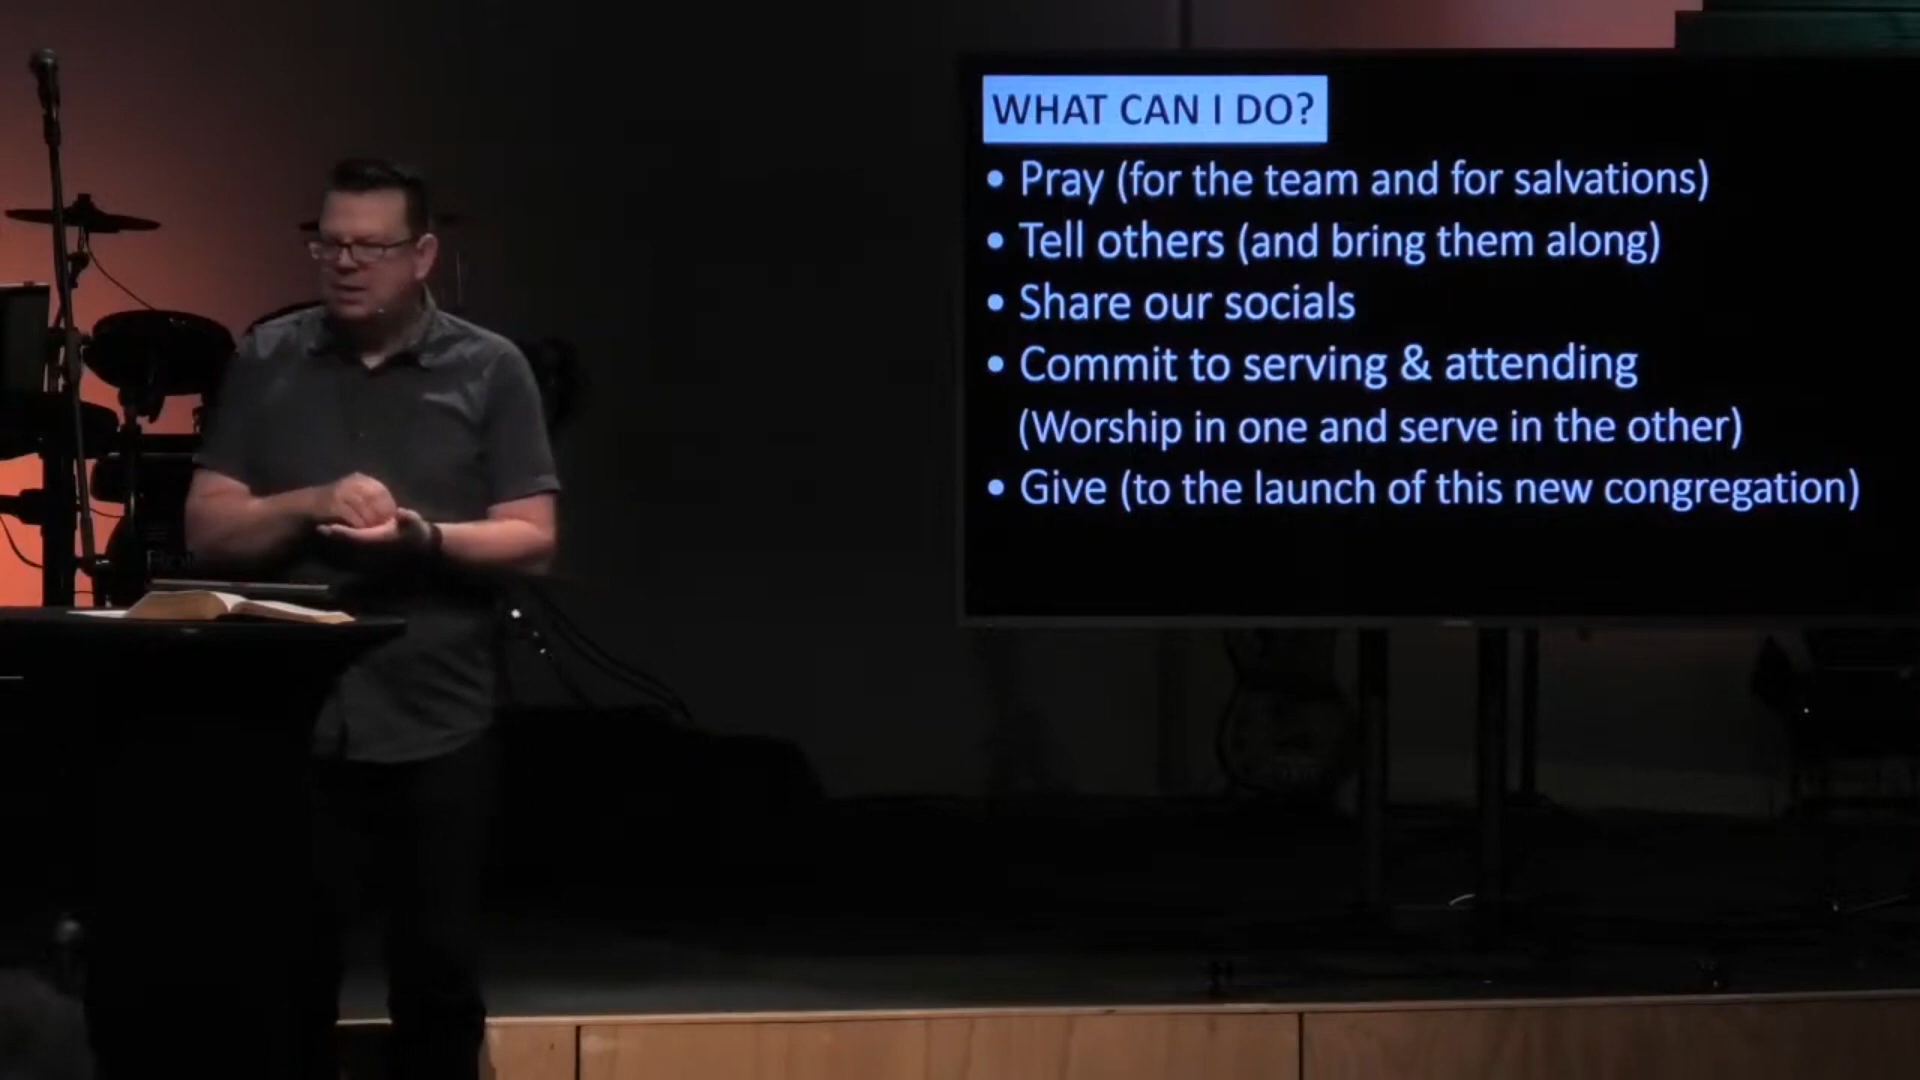 WHAT CAN I DO?
• Pray (for the team and for salvations)
• Tell others (and bring them along)
• Share our socials
• Commit to serving & attending
(Worship in one and serve in the other)
• Give (to the launch of this new congregation)